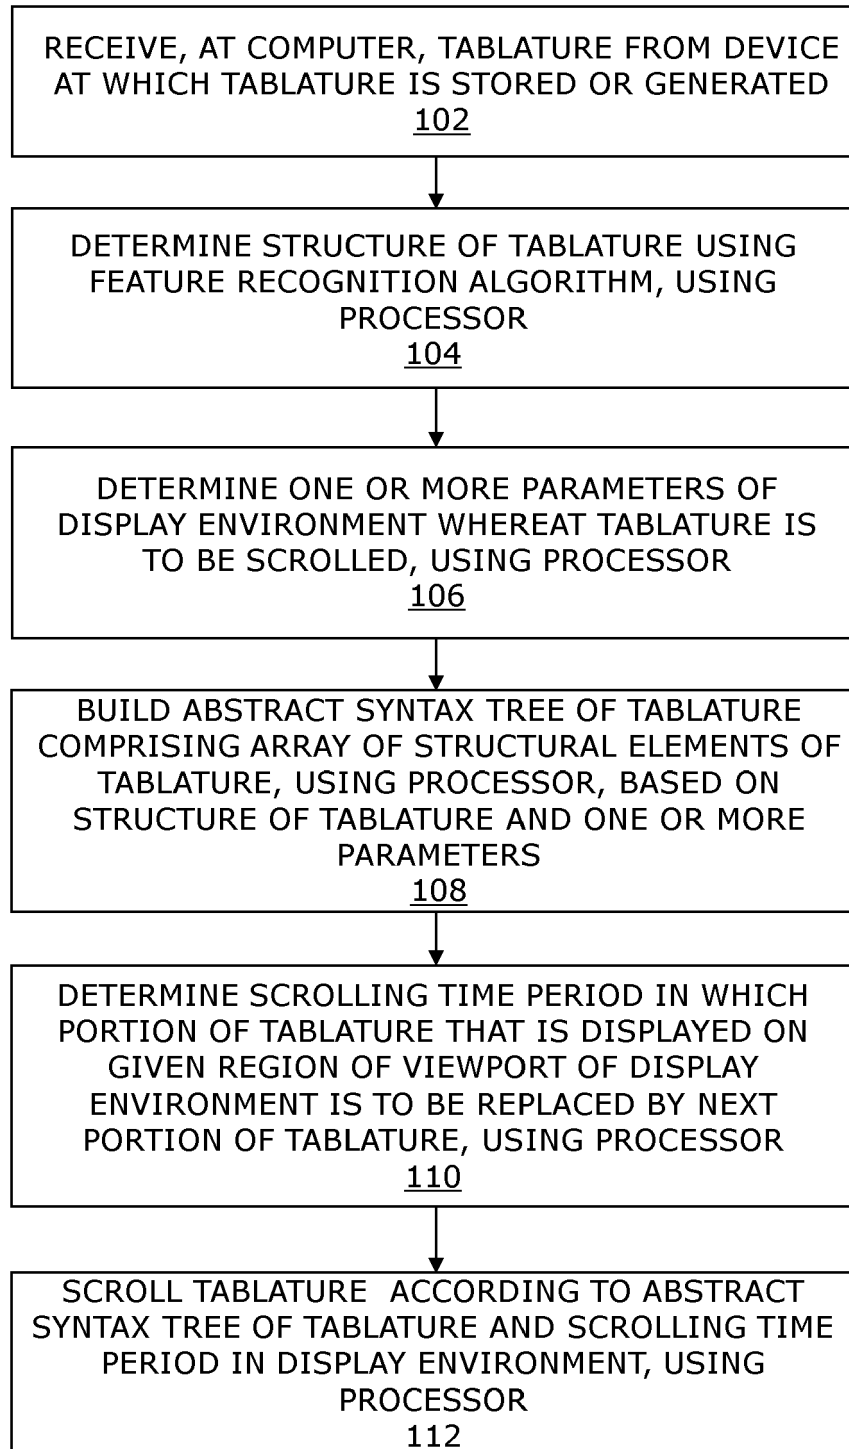 RECEIVE, AT COMPUTER, TABLATURE FROM DEVICE
AT WHICH TABLATURE IS STORED OR GENERATED
102
DETERMINE STRUCTURE OF TABLATURE USING
FEATURE RECOGNITION ALGORITHM, USING
PROCESSOR
104
DETERMINE ONE OR MORE PARAMETERS OF
DISPLAY ENVIRONMENT WHEREAT TABLATURE IS
TO BE SCROLLED, USING PROCESSOR
106
BUILD ABSTRACT SYNTAX TREE OF TABLATURE
COMPRISING ARRAY OF STRUCTURAL ELEMENTS OF
TABLATURE, USING PROCESSOR, BASED ON
STRUCTURE OF TABLATURE AND ONE OR MORE
PARAMETERS
108
DETERMINE SCROLLING TIME PERIOD IN WHICH
PORTION OF TABLATURE THAT IS DISPLAYED ON
GIVEN REGION OF VIEWPORT OF DISPLAY
ENVIRONMENT IS TO BE REPLACED BY NEXT
PORTION OF TABLATURE, USING PROCESSOR
110
SCROLL TABLATURE ACCORDING TO ABSTRACT
SYNTAX TREE OF TABLATURE AND SCROLLING TIME
PERIOD IN DISPLAY ENVIRONMENT, USING
PROCESSOR
112